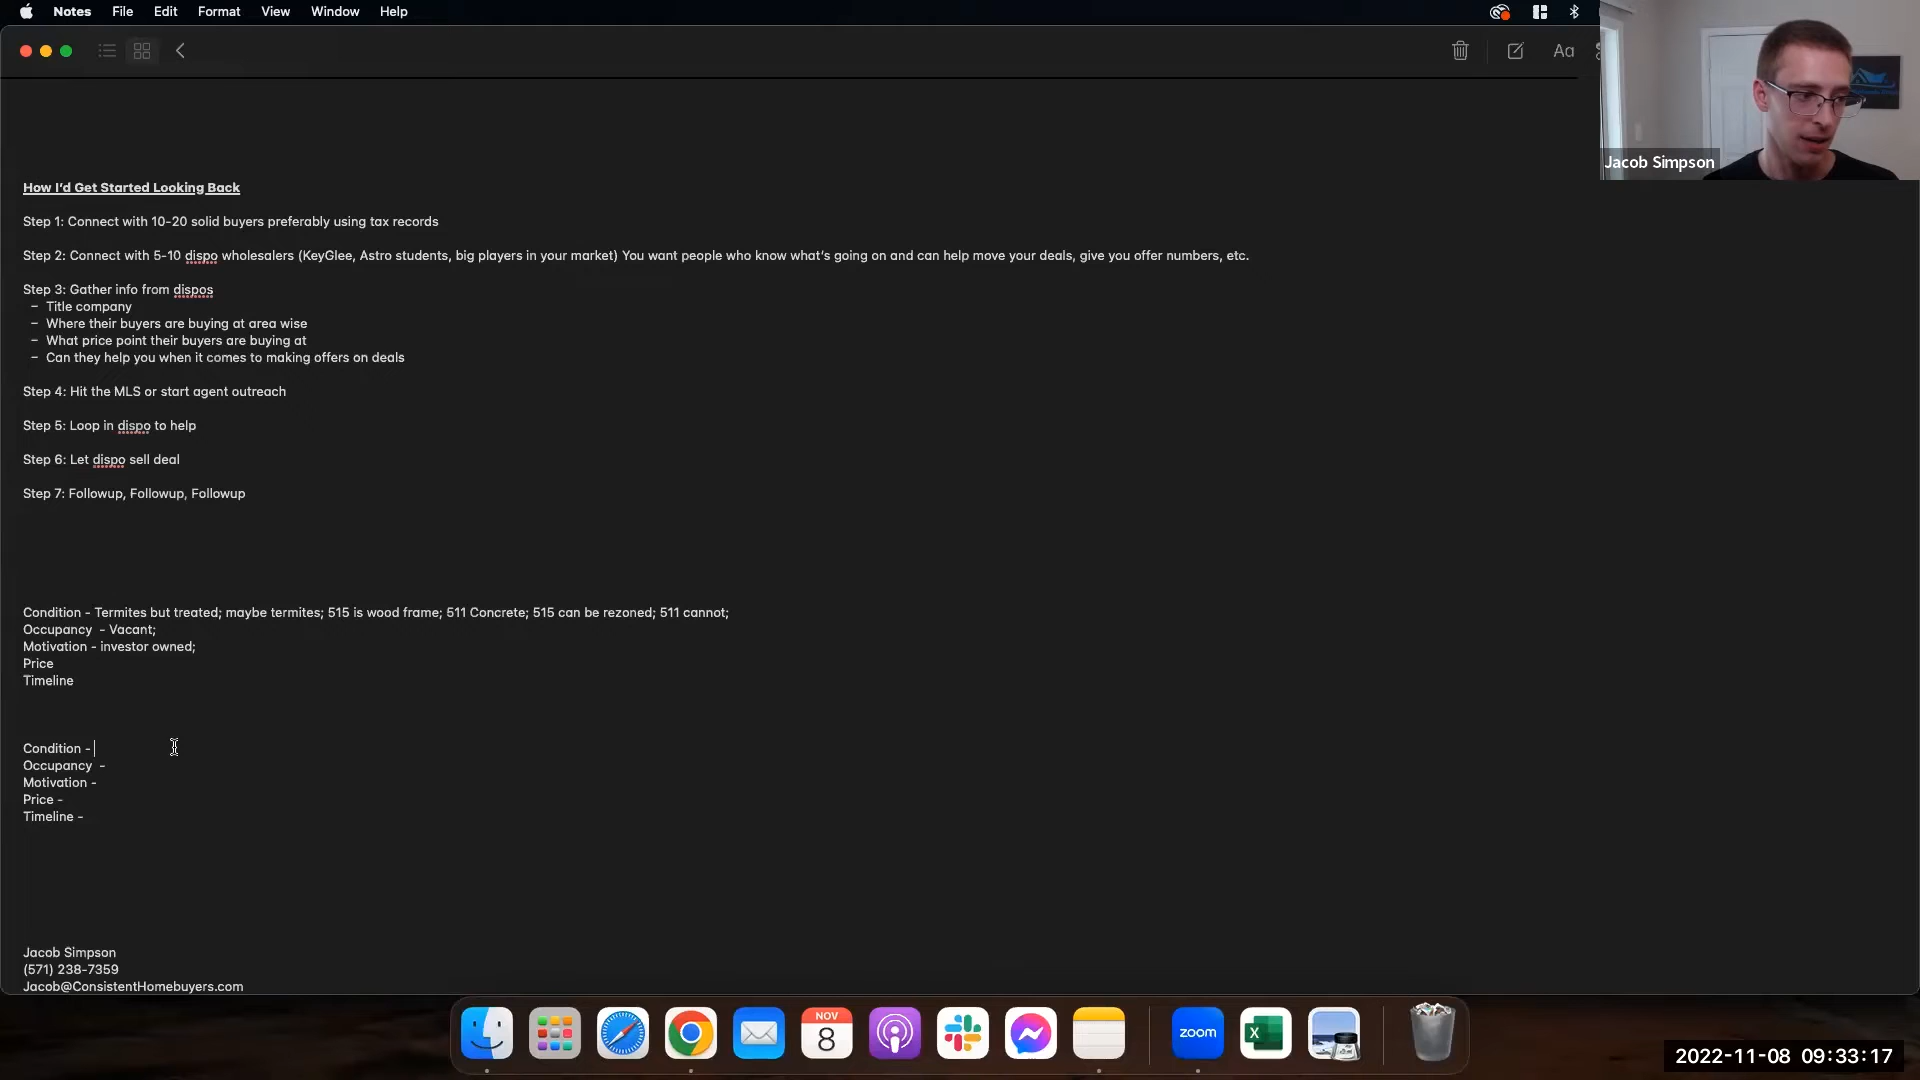 Notes File Edit Format View Window Help
Aa
Jacob Simpson
How I'd Get Started Looking Back
Step 1: Connect with 10-20 solid buyers preferably using tax records
Step 2: Connect with 5-10 dispo wholesalers (KeyGlee, Astro students, big players in your market) You want people who know what's going on and can help move your deals, give you offer numbers, etc.
Step 3: Gather info from dispos
– Title company
– Where their buyers are buying at area wise
– What price point their buyers are buying at
– Can they help you when it comes to making offers on deals
Step 4: Hit the MLS or start agent outreach
Step 5: Loop in dispo to help
Step 6: Let dispo sell deal
Step 7: Followup, Followup, Followup
Condition - Termites but treated; maybe termites; 515 is wood frame; 511 Concrete; 515 can be rezoned; 511 cannot;
Occupancy  - Vacant;
Motivation - investor owned;
Price
Timeline
Condition -
Occupancy  -
Motivation -
Price -
Timeline -
Jacob Simpson
(571) 238-7359
Jacob@ConsistentHomebuyers.com
NOV
8
zoom
X
2022-11-08 09:33:17